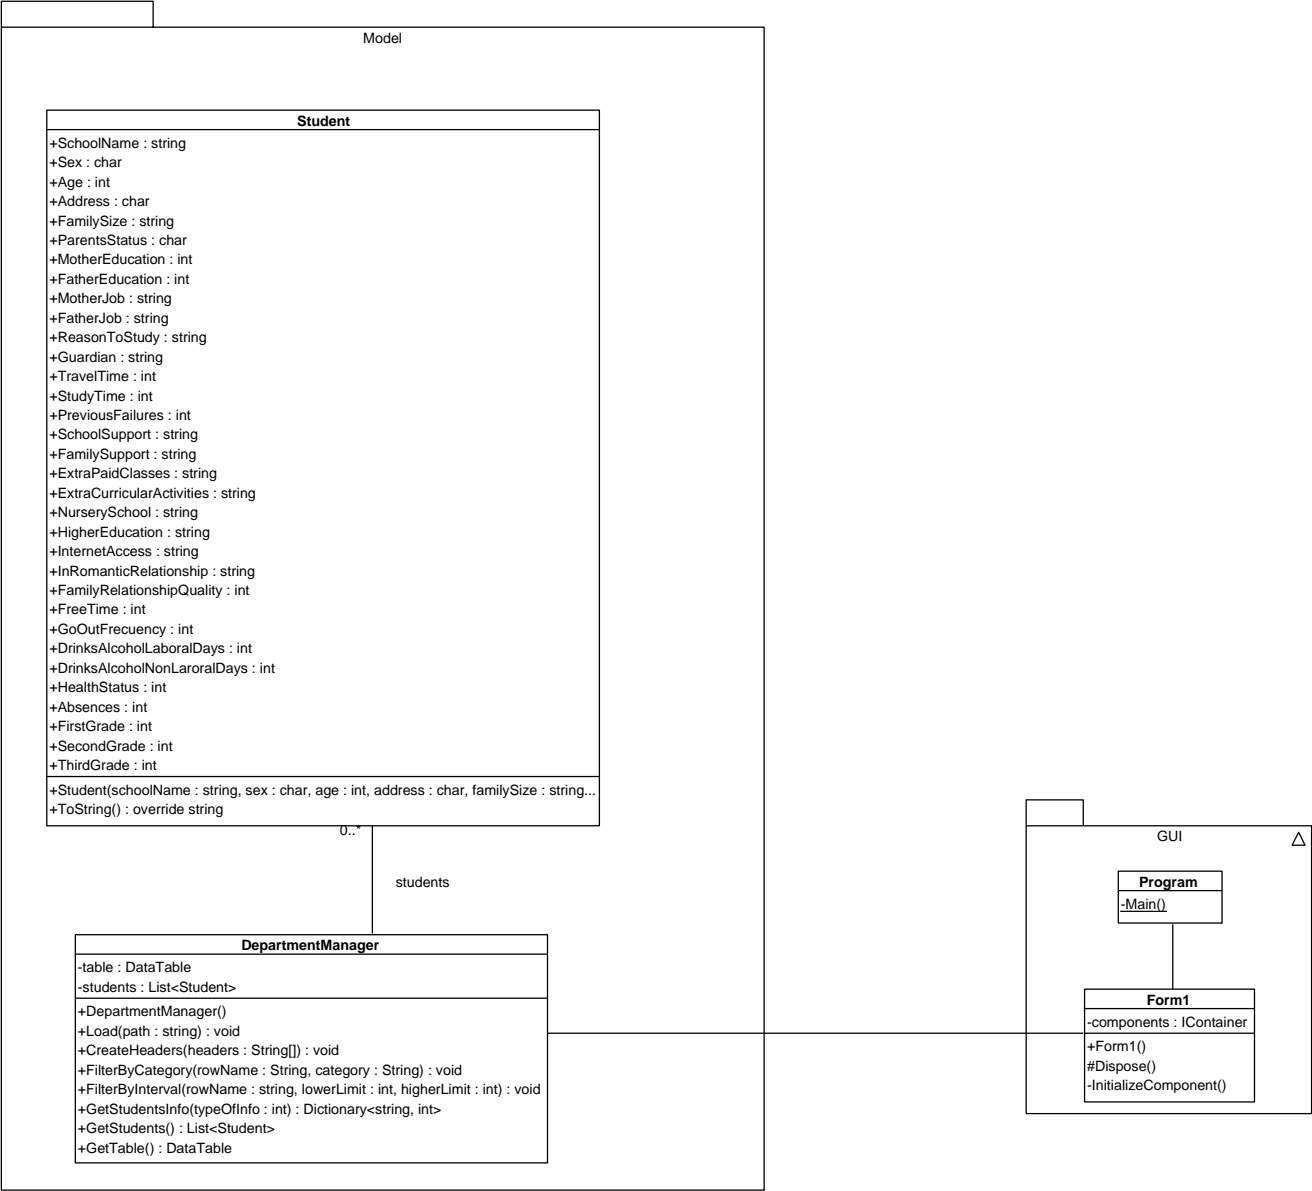 Model
Student
+SchoolName : string
+Sex : char
+Age : int
+Address : char
+FamilySize : string
+ParentsStatus : char
+MotherEducation : int
+FatherEducation : int
+MotherJob : string
+FatherJob : string
+ReasonToStudy : string
+Guardian : string
+TravelTime : int
+StudyTime : int
+PreviousFailures : int
+SchoolSupport : string
+FamilySupport : string
+ExtraPaidClasses : string
+ExtraCurricularActivities : string
+NurserySchool : string
+HigherEducation : string
+InternetAccess : string
+InRomanticRelationship : string
+FamilyRelationshipQuality : int
+FreeTime : int
+GoOutFrecuency : int
+DrinksAlcoholLaboralDays : int
+DrinksAlcoholNonLaroralDays : int
+HealthStatus : int
+Absences : int
+FirstGrade : int
+SecondGrade : int
+ThirdGrade : int
+Student(schoolName : string, sex : char, age : int, address : char, familySize : string...
+ToString() : override string
0..*
students
DepartmentManager
-table : DataTable
-students : List<Student>
+DepartmentManager()
+Load(path : string) : void
+CreateHeaders(headers : String[]) : void
+FilterByCategory(rowName : String, category : String) : void
+FilterByInterval(rowName : string, lowerLimit : int, higherLimit : int) : void
+GetStudentsInfo(typeOfInfo : int) : Dictionary<string, int>
+GetStudents() : List<Student>
+GetTable() : DataTable
GUI
Program
-Main()
Form1
-components : IContainer
+Form1()
#Dispose()
-InitializeComponent()